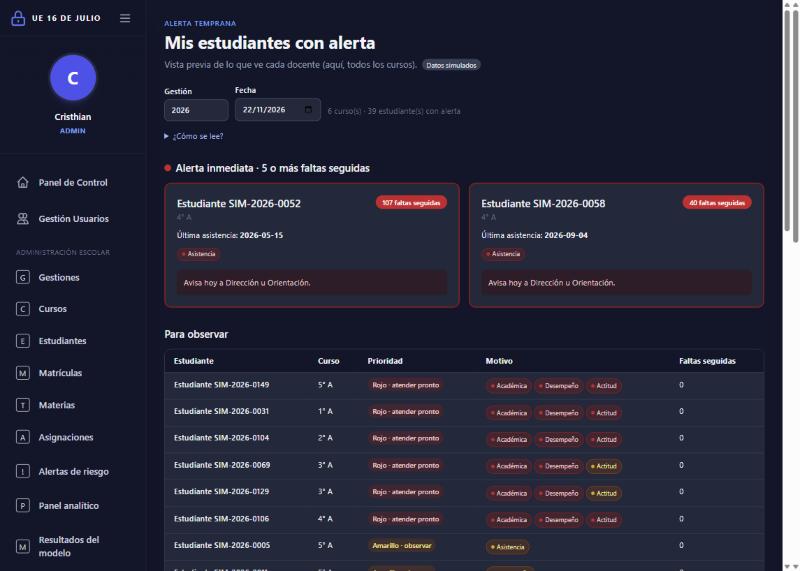 UE 16 DE JULIO
C
Cristhian
ADMIN
Panel de Control
Gestión Usuarios
ADMINISTRACIÓN ESCOLAR
G Gestiones
C Cursos
E Estudiantes
M Matrículas
T Materias
A Asignaciones
! Alertas de riesgo
P Panel analítico
M Resultados del
modelo
ALERTA TEMPRANA
Mis estudiantes con alerta
Vista previa de lo que ve cada docente (aquí, todos los cursos). Datos simulados
Gestión Fecha
2026 22/11/2026 6 curso(s) · 39 estudiante(s) con alerta
¿Cómo se lee?
Alerta inmediata · 5 o más faltas seguidas
Estudiante SIM-2026-0052 107 faltas seguidas
4° A
Última asistencia: 2026-05-15
Asistencia
Avisa hoy a Dirección u Orientación.
Estudiante SIM-2026-0058 40 faltas seguidas
4° A
Última asistencia: 2026-09-04
Asistencia
Avisa hoy a Dirección u Orientación.
Para observar
Estudiante Curso Prioridad Motivo Faltas seguidas
Estudiante SIM-2026-0149 5° A Rojo · atender pronto Académica Desempeño Actitud 0
Estudiante SIM-2026-0031 1° A Rojo · atender pronto Académica Desempeño Actitud 0
Estudiante SIM-2026-0104 2° A Rojo · atender pronto Académica Desempeño Actitud 0
Estudiante SIM-2026-0069 3° A Rojo · atender pronto Académica Desempeño Actitud 0
Estudiante SIM-2026-0129 3° A Rojo · atender pronto Académica Desempeño Actitud 0
Estudiante SIM-2026-0106 4° A Rojo · atender pronto Académica Desempeño Actitud 0
Estudiante SIM-2026-0005 5° A Amarillo · observar Asistencia 0